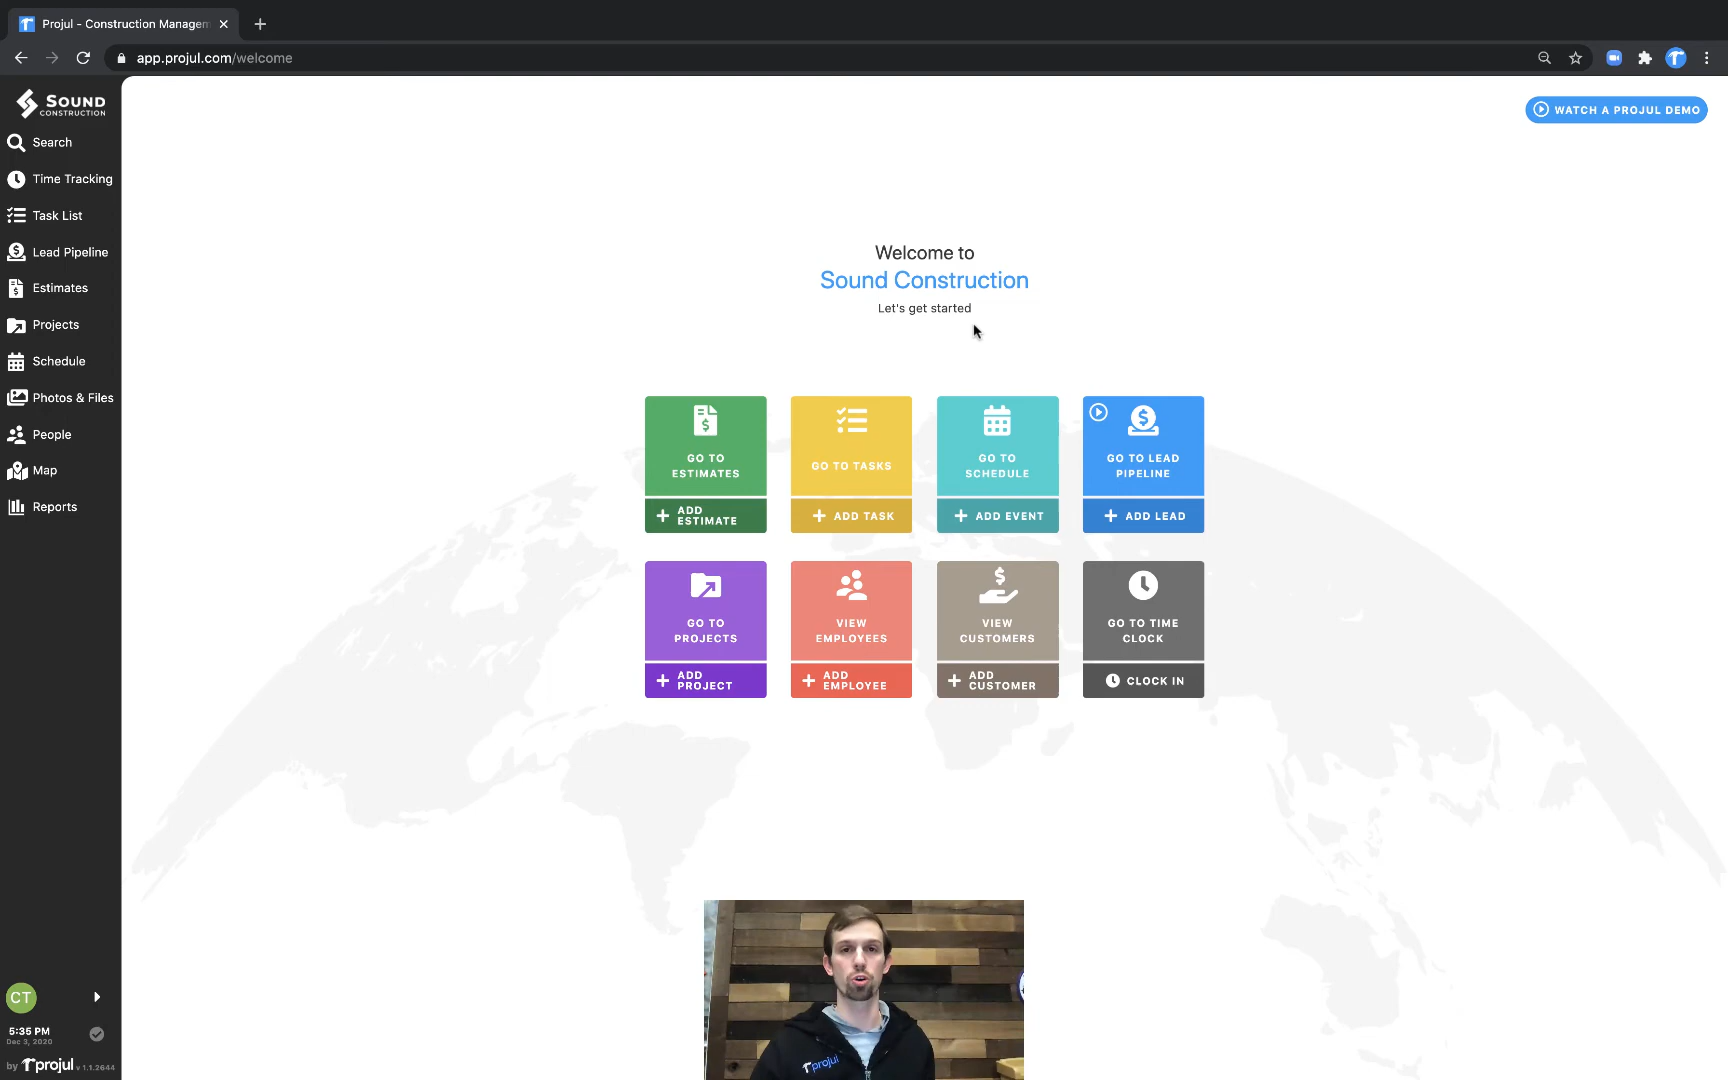 Projul - Construction Managem
app.projul.com/welcome
SOUND
CONSTRUCTION
Search
Time Tracking
Task List
Lead Pipeline
Estimates
Projects
Schedule
Photos & Files
People
Map
Reports
WATCH A PROJUL DEMO
Welcome to
Sound Construction
Let's get started
GO TO
ESTIMATES
ADD
ESTIMATE
GO TO TASKS
ADD TASK
GO TO
SCHEDULE
ADD EVENT
GO TO LEAD
PIPELINE
ADD LEAD
GO TO
PROJECTS
ADD
PROJECT
VIEW
EMPLOYEES
ADD
EMPLOYEE
VIEW
CUSTOMERS
ADD
CUSTOMER
GO TO TIME
CLOCK
CLOCK IN
CT
5:35 PM
Dec 3, 2020
by projul v 1.1.2644
projul